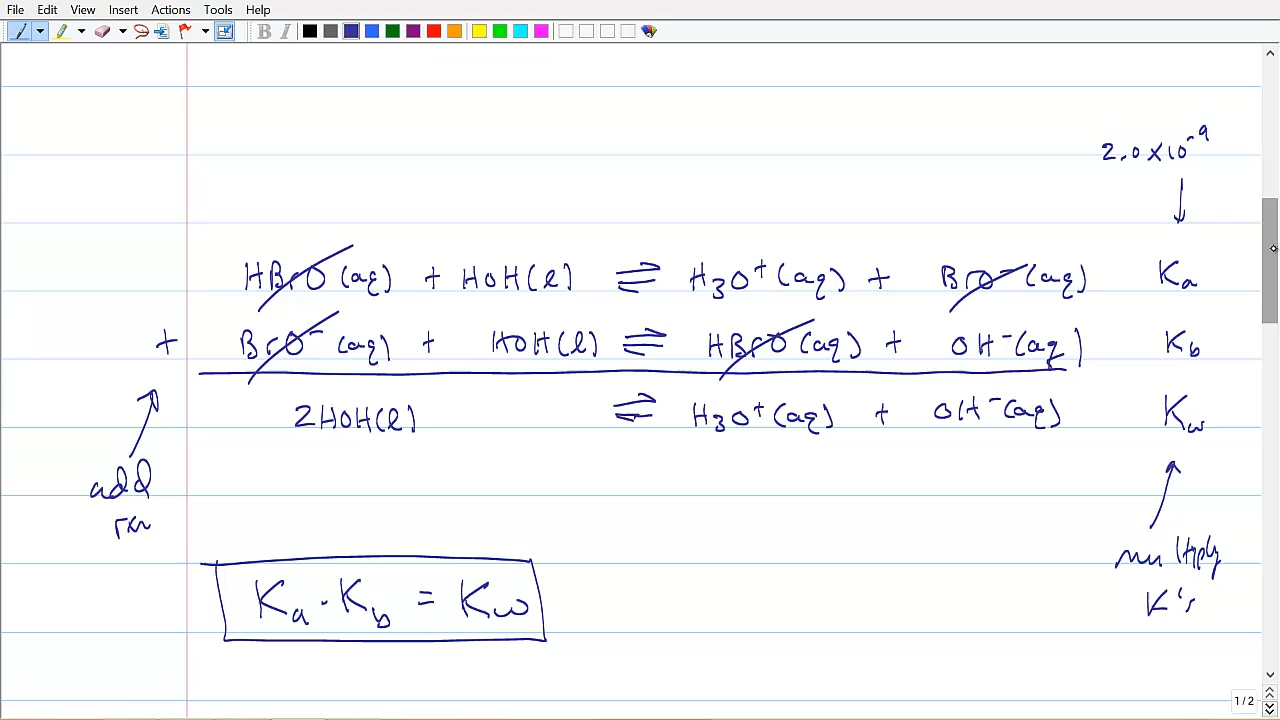 File Edit View Insert Actions Tools Help
B I
2.0 × 10⁻⁹
HBrO (aq) + HOH(l) ⇌ H₃O⁺(aq) + BrO⁻(aq) Ka
+ BrO⁻(aq) + HOH(l) ⇌ HBrO(aq) + OH⁻(aq) Kb
2HOH(l) ⇌ H₃O⁺(aq) + OH⁻(aq) Kw
add
rxn
multiply
K's
Ka · Kb = Kw
1/2